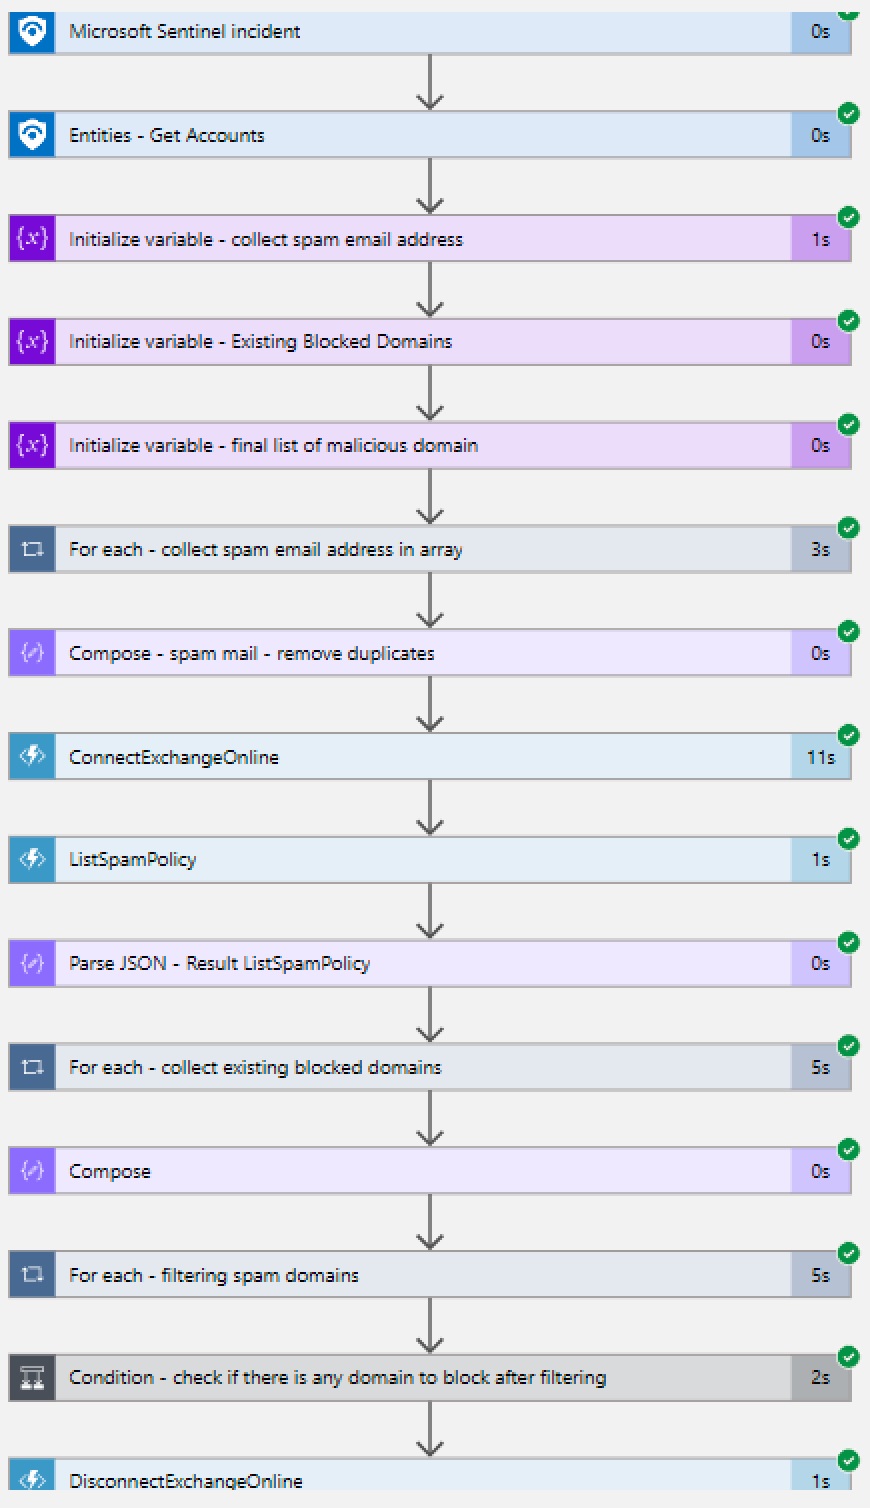 Microsoft Sentinel incident 0s
Entities - Get Accounts 0s
{x} Initialize variable - collect spam email address 1s
{x} Initialize variable - Existing Blocked Domains 0s
{x} Initialize variable - final list of malicious domain 0s
For each - collect spam email address in array 3s
Compose - spam mail - remove duplicates 0s
ConnectExchangeOnline 11s
ListSpamPolicy 1s
Parse JSON - Result ListSpamPolicy 0s
For each - collect existing blocked domains 5s
Compose 0s
For each - filtering spam domains 5s
Condition - check if there is any domain to block after filtering 2s
DisconnectExchangeOnline 1s